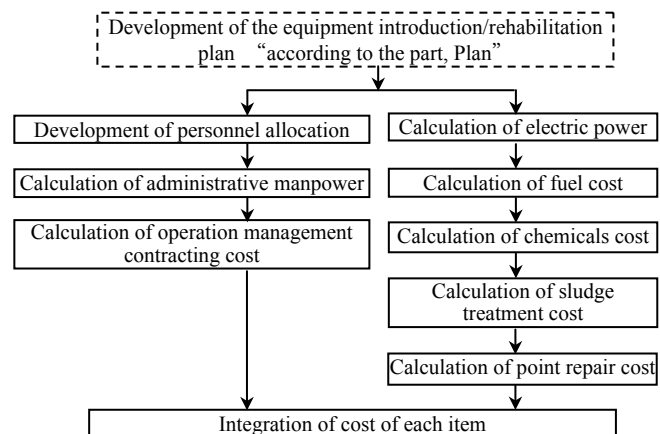 Development of the equipment introduction/rehabilitation
plan “according to the part, Plan”
Development of personnel allocation
Calculation of administrative manpower
Calculation of operation management
contracting cost
Calculation of electric power
Calculation of fuel cost
Calculation of chemicals cost
Calculation of sludge
treatment cost
Calculation of point repair cost
Integration of cost of each item